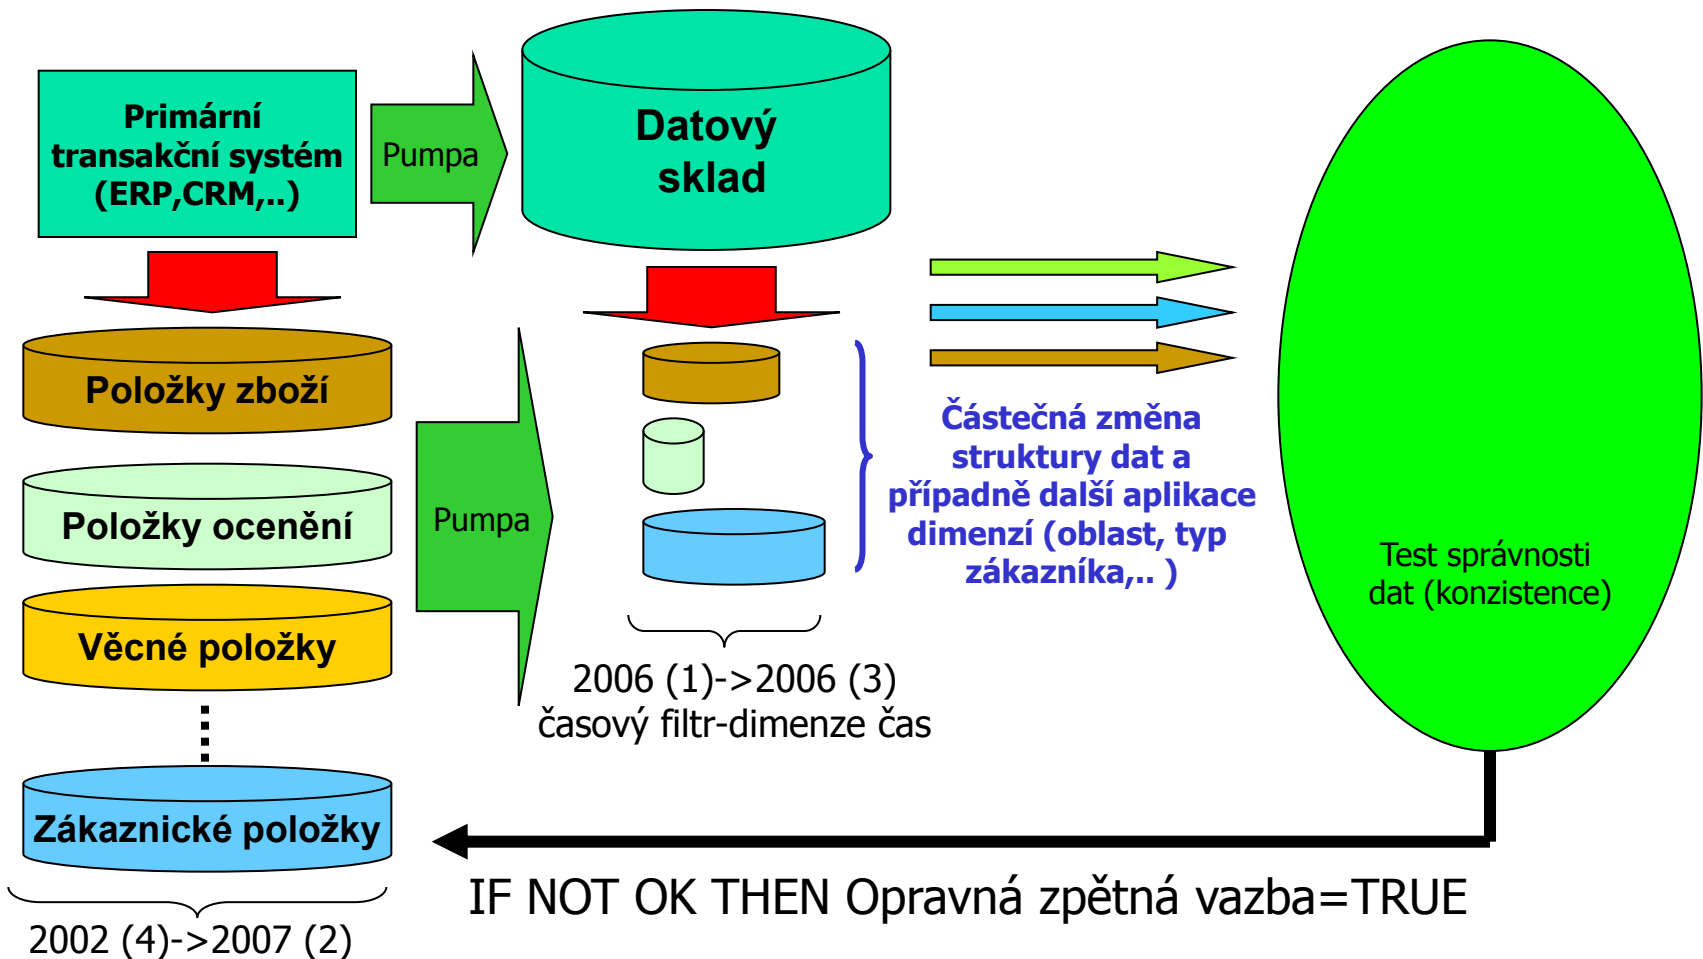 Primární
transakční systém
(ERP,CRM,..)
Pumpa
Datový
sklad
Položky zboží
Položky ocenění
Věcné položky
Zákaznické položky
2002 (4)->2007 (2)
Pumpa
2006 (1)->2006 (3)
časový filtr-dimenze čas
Částečná změna
struktury dat a
případně další aplikace
dimenzí (oblast, typ
zákazníka,.. )
Test správnosti
dat (konzistence)
IF NOT OK THEN Opravná zpětná vazba=TRUE